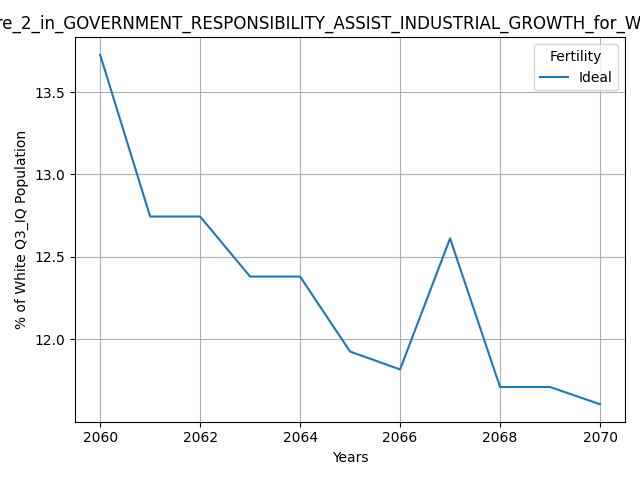 re_2_in_GOVERNMENT_RESPONSIBILITY_ASSIST_INDUSTRIAL_GROWTH_for_W
Fertility
Ideal
% of White Q3_IQ Population
13.5
13.0
12.5
12.0
2060
2062
2064
2066
2068
2070
Years